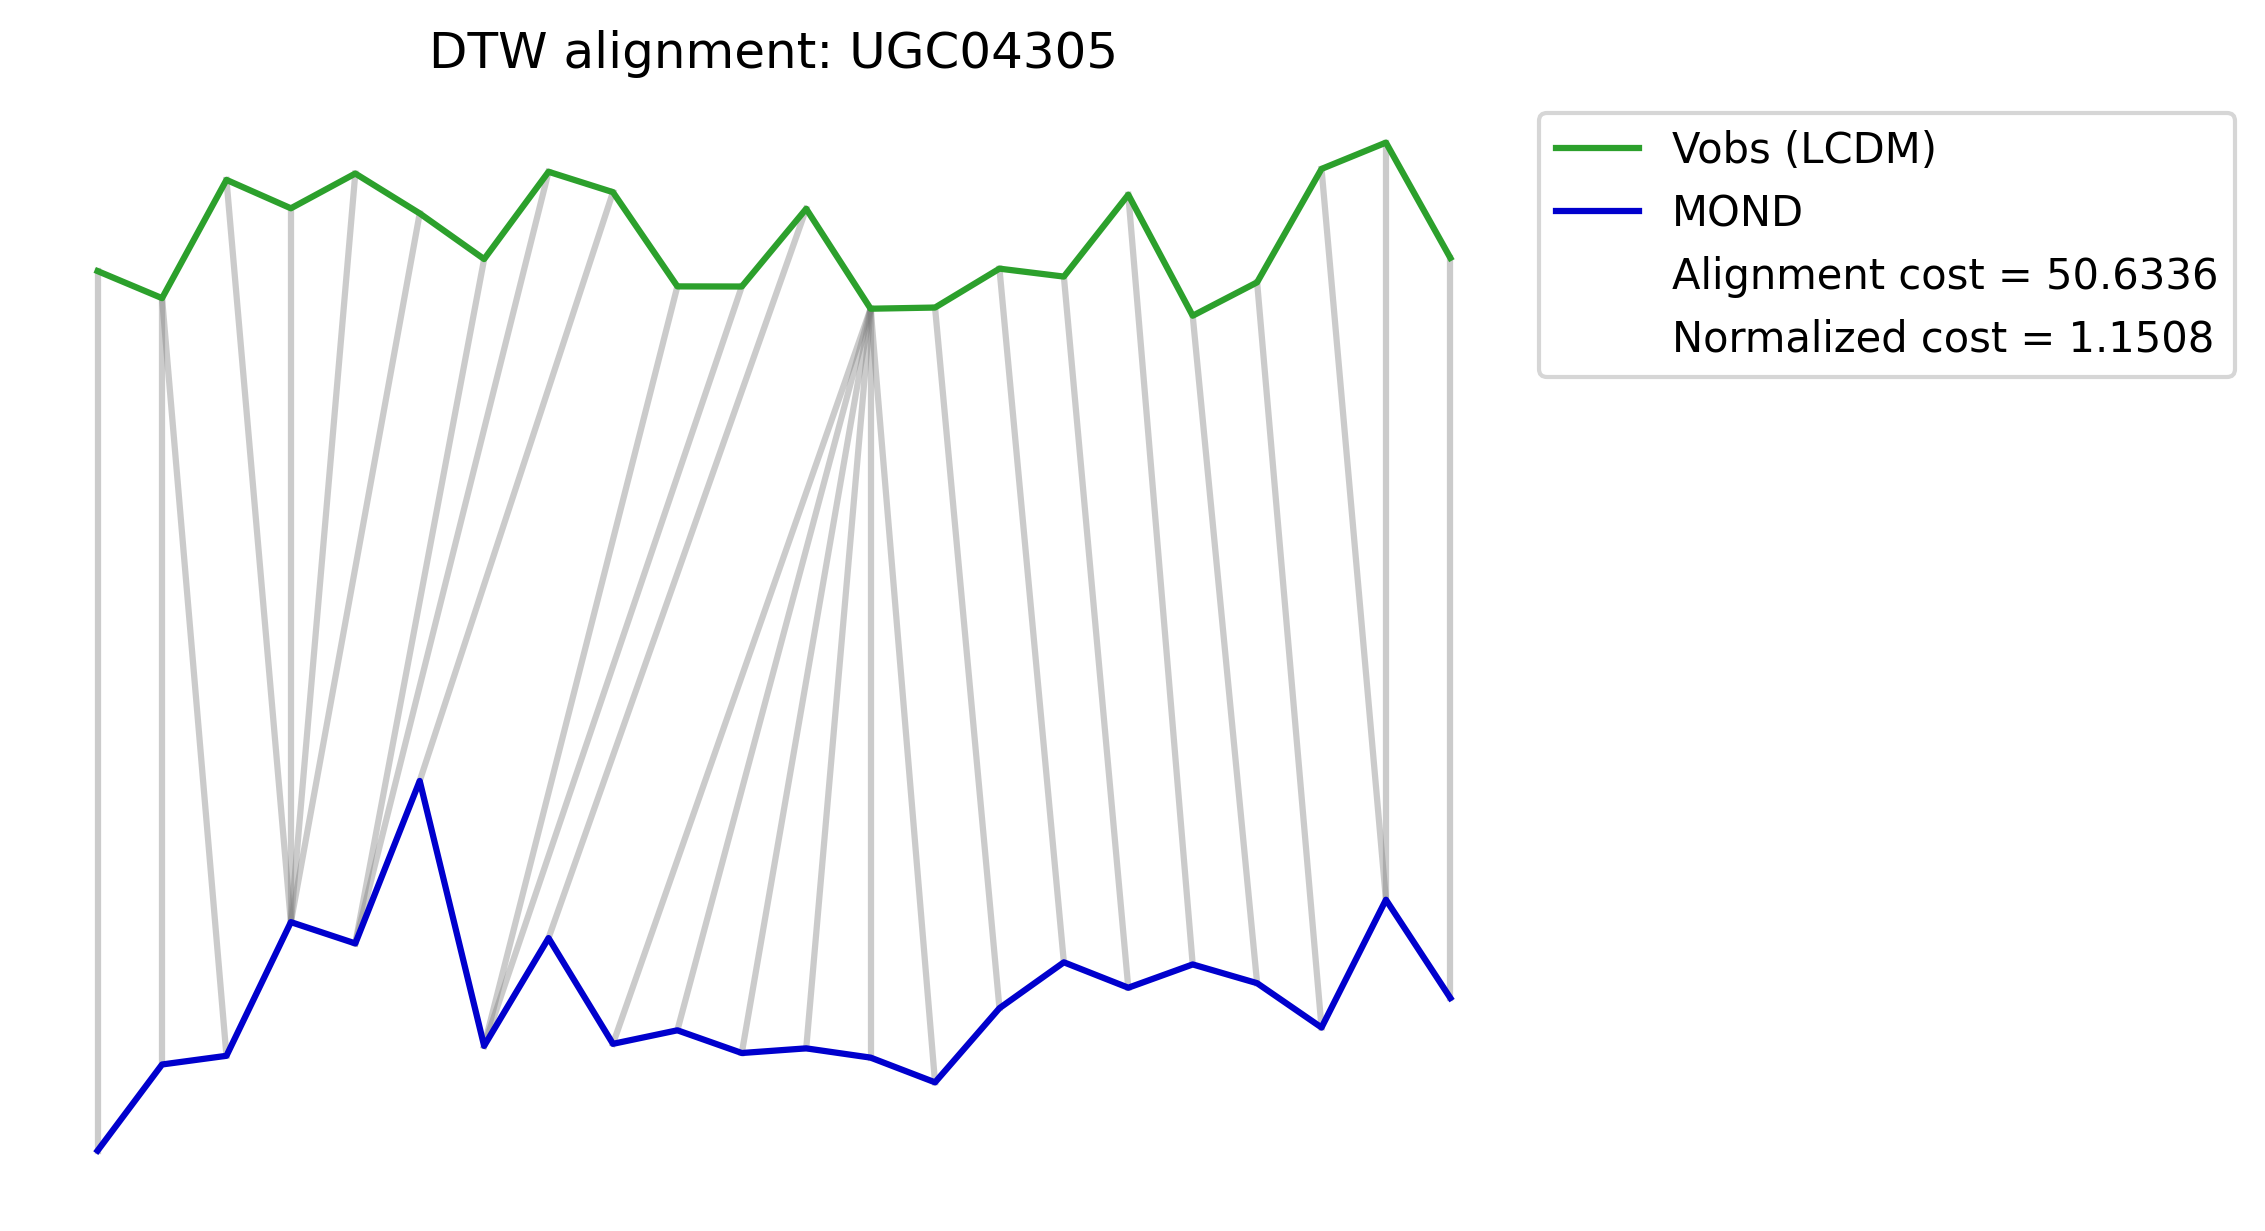 DTW alignment: UGC04305
Vobs (LCDM)
MOND
Alignment cost = 50.6336
Normalized cost = 1.1508